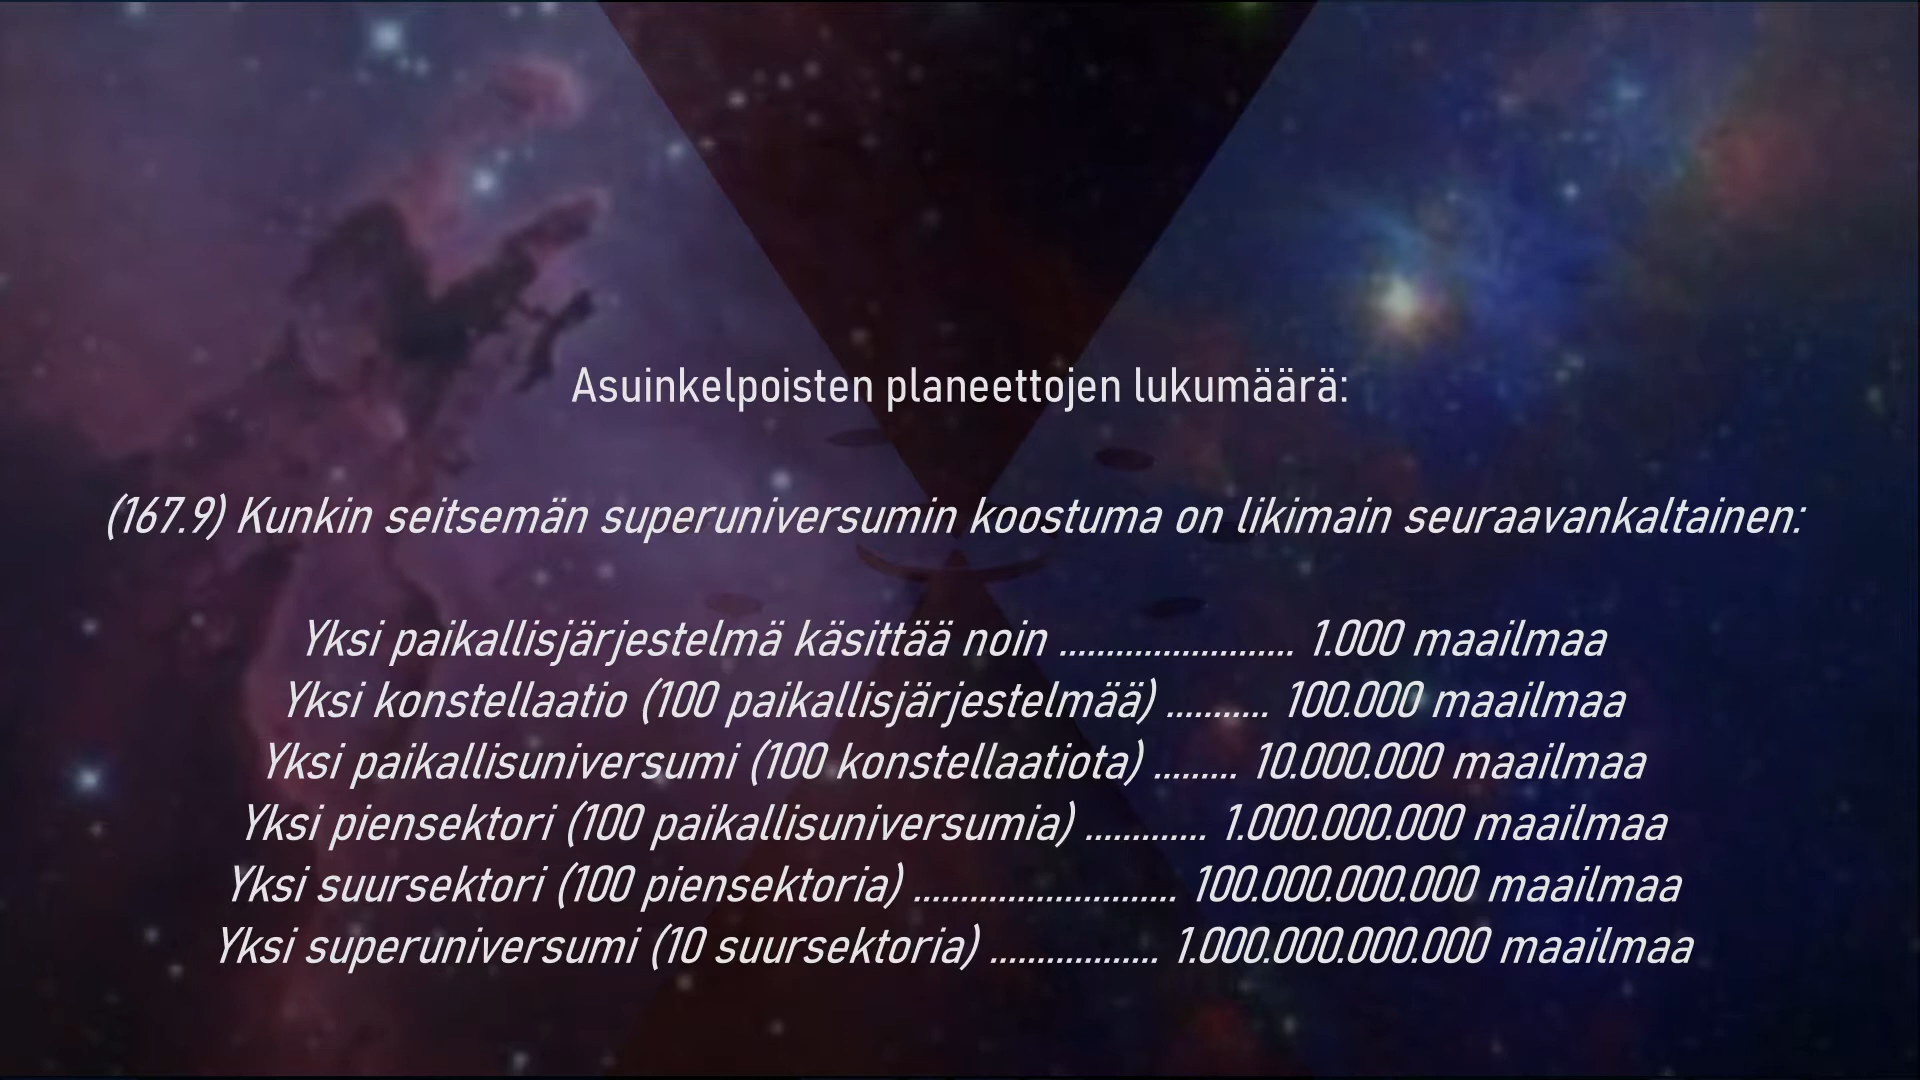 Asuinkelpoisten planeettojen lukumäärä:
(167.9) Kunkin seitsemän superuniversumin koostuma on likimain seuraavankaltainen:
Yksi paikallisjärjestelmä käsittää noin ......................... 1.000 maailmaa
Yksi konstellaatio (100 paikallisjärjestelmää) ........... 100.000 maailmaa
Yksi paikallisuniversumi (100 konstellaatiota) ......... 10.000.000 maailmaa
Yksi piensektori (100 paikallisuniversumia) ............. 1.000.000.000 maailmaa
Yksi suursektori (100 piensektoria) ............................ 100.000.000.000 maailmaa
Yksi superuniversumi (10 suursektoria) .................. 1.000.000.000.000 maailmaa